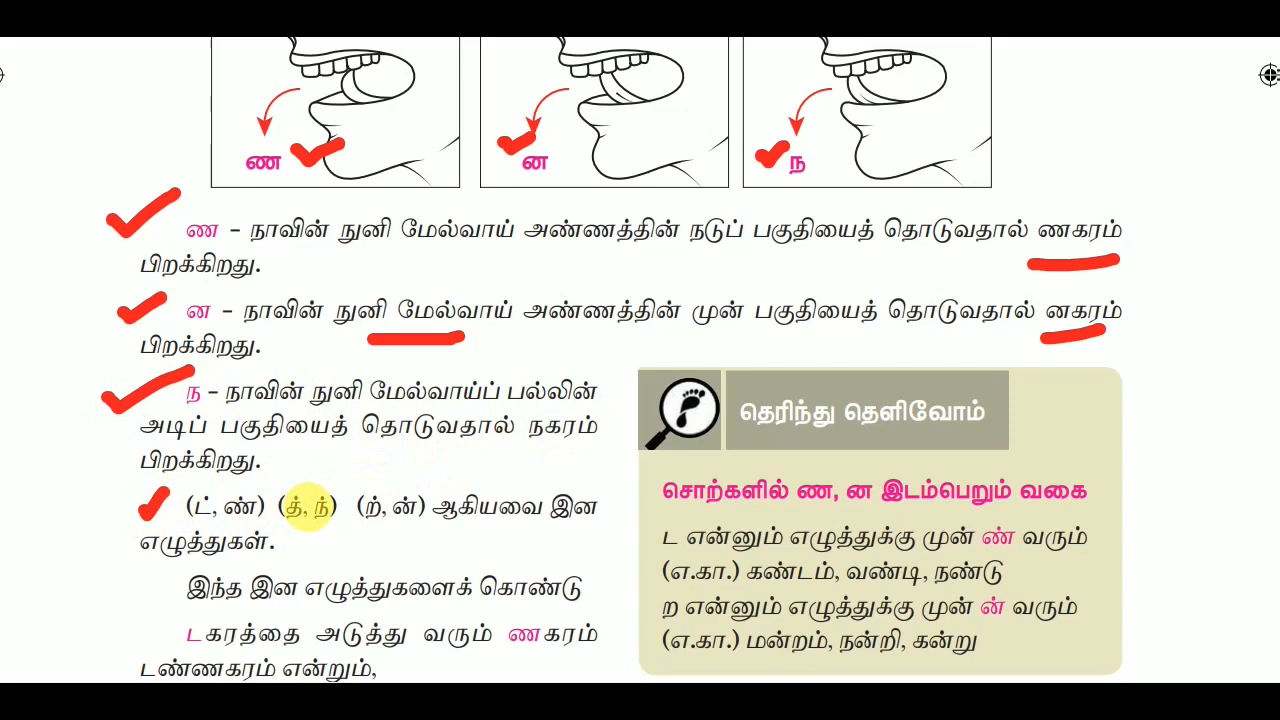 ண ன ந
ண - நாவின் நுனி மேல்வாய் அண்ணத்தின் நடுப் பகுதியைத் தொடுவதால் ணகரம்
பிறக்கிறது.
ன - நாவின் நுனி மேல்வாய் அண்ணத்தின் முன் பகுதியைத் தொடுவதால் னகரம்
பிறக்கிறது.
ந - நாவின் நுனி மேல்வாய்ப் பல்லின்
அடிப் பகுதியைத் தொடுவதால் நகரம்
பிறக்கிறது.
(ட், ண்) (த், ந்) (ற், ன்) ஆகியவை இன
எழுத்துகள்.
இந்த இன எழுத்துகளைக் கொண்டு
டகரத்தை அடுத்து வரும் ணகரம்
டண்ணகரம் என்றும்,
தெரிந்து தெளிவோம்
சொற்களில் ண, ன இடம்பெறும் வகை
ட என்னும் எழுத்துக்கு முன் ண் வரும்
(எ.கா.) கண்டம், வண்டி, நண்டு
ற என்னும் எழுத்துக்கு முன் ன் வரும்
(எ.கா.) மன்றம், நன்றி, கன்று